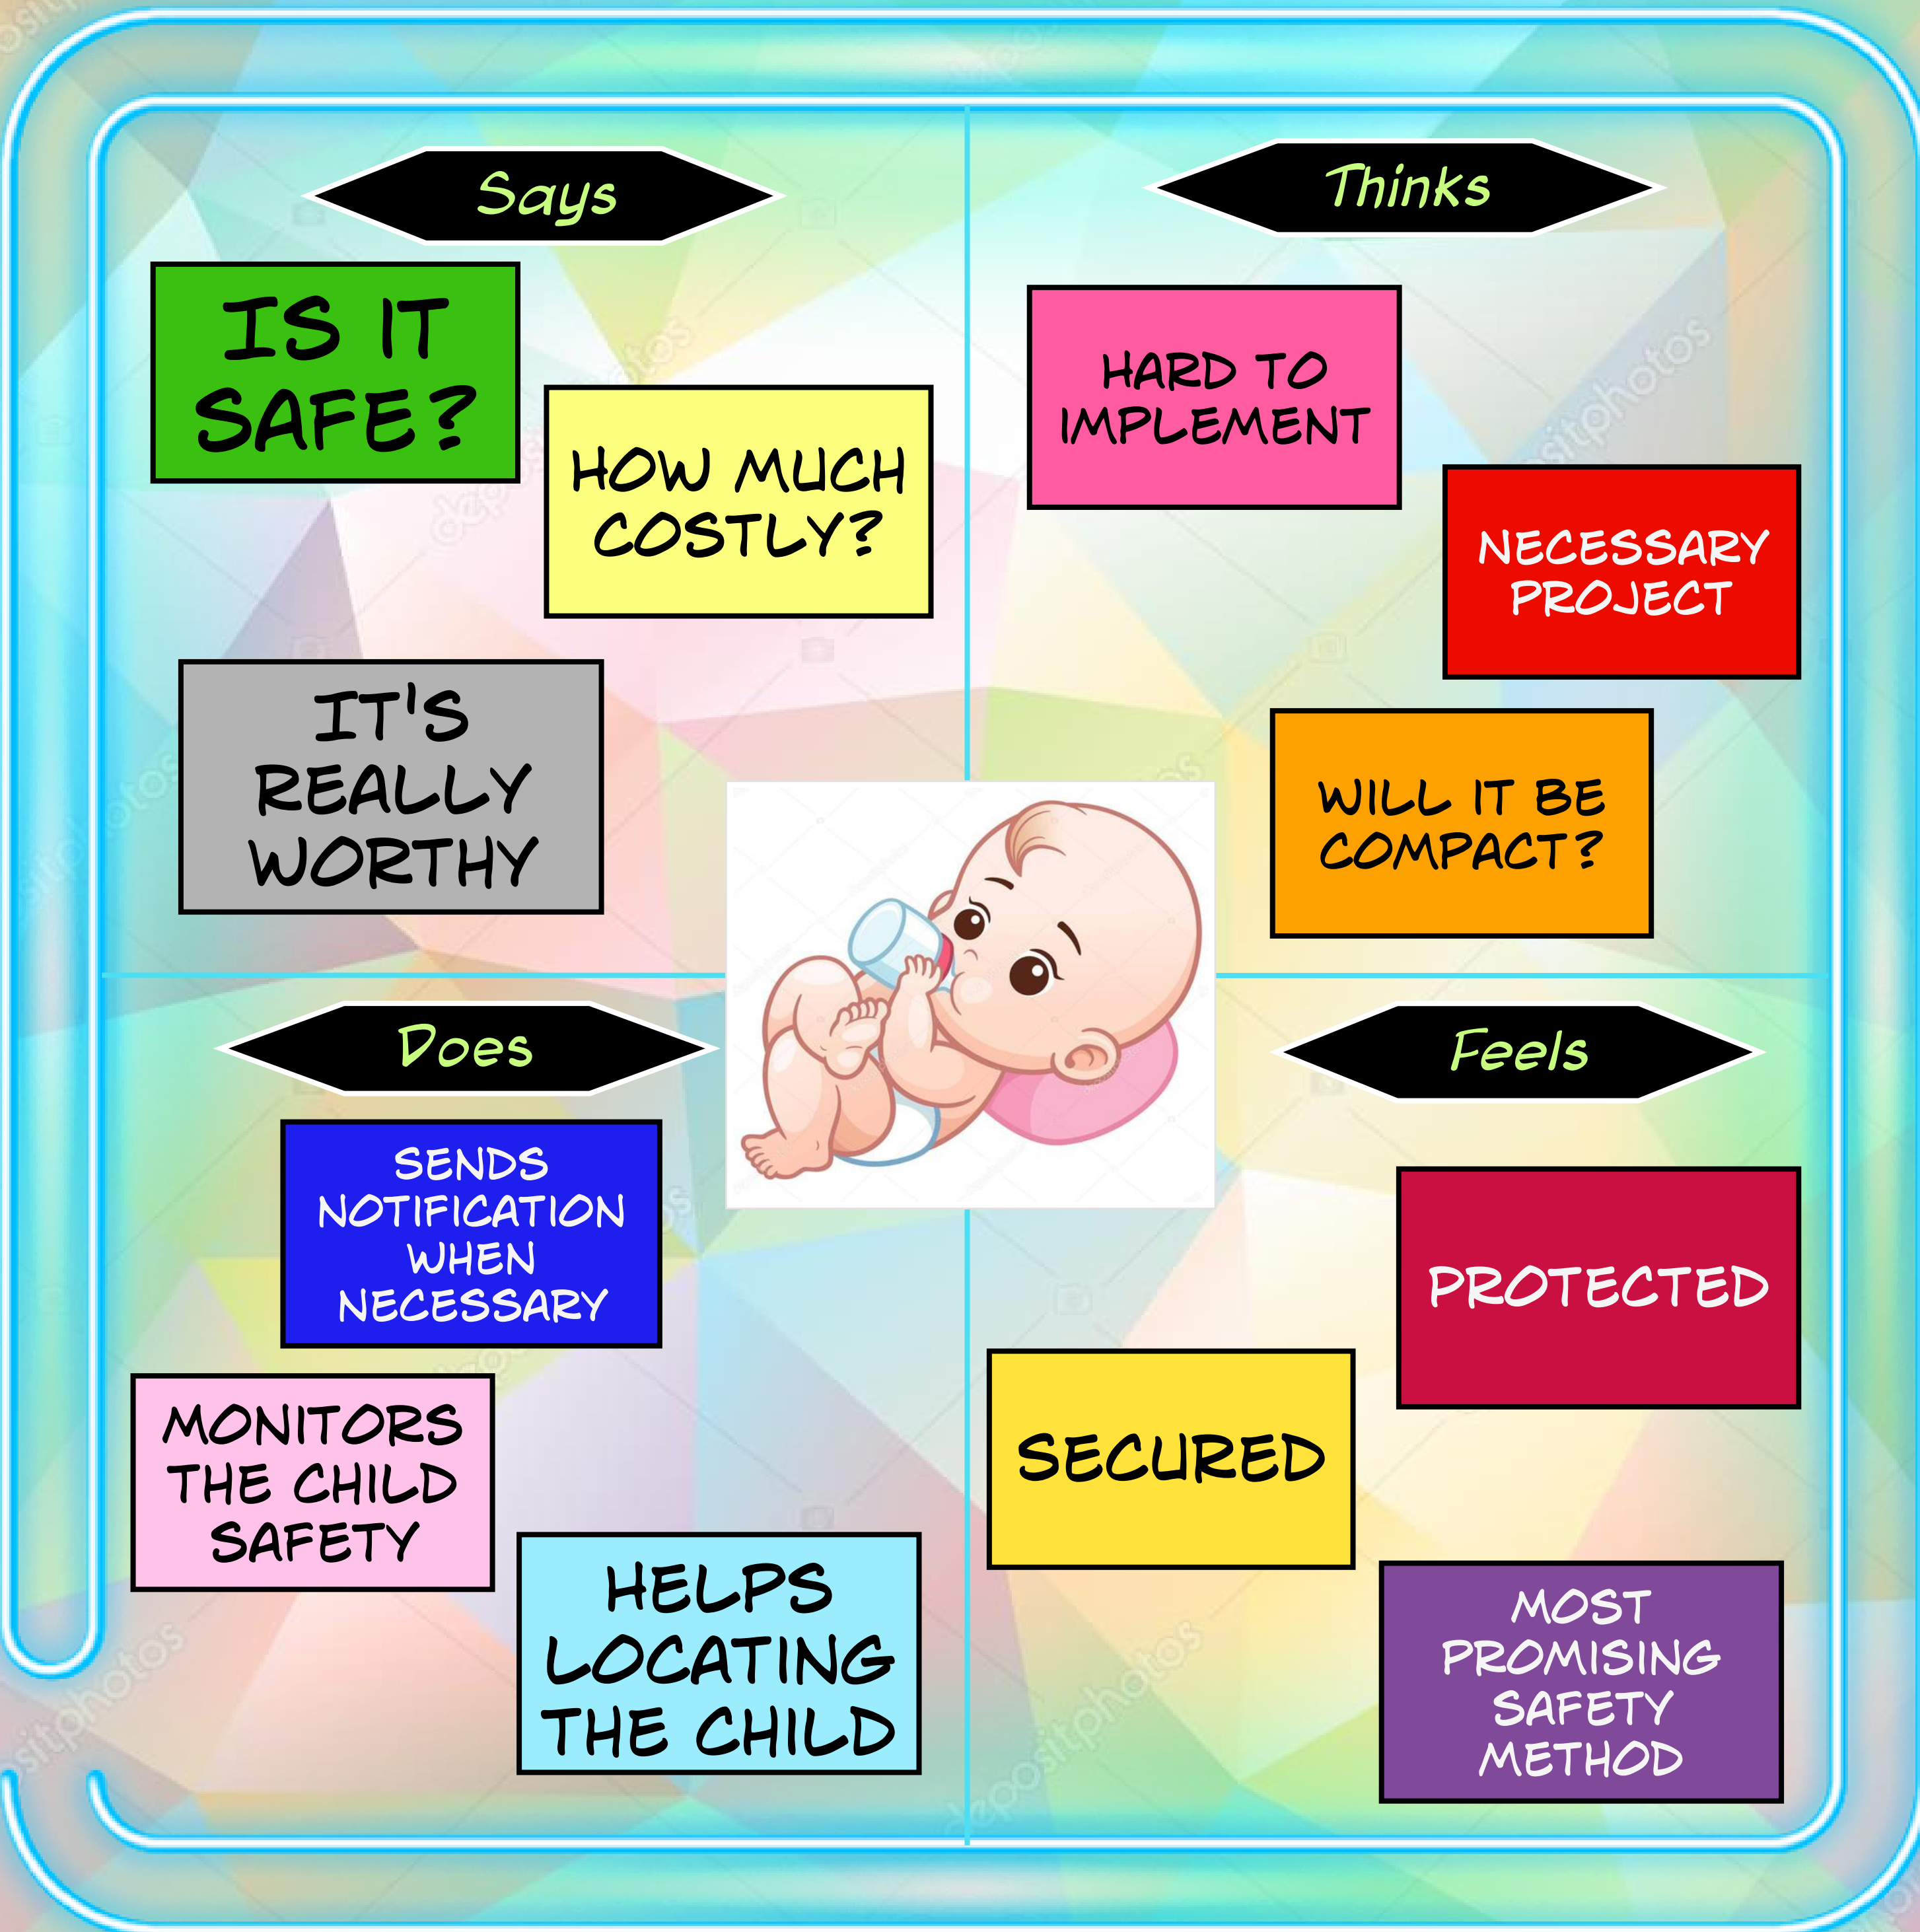 Says
IS IT
SAFE?
HOW MUCH
COSTLY?
IT'S
REALLY
WORTHY
Thinks
HARD TO
IMPLEMENT
NECESSARY
PROJECT
WILL IT BE
COMPACT?
Does
SENDS
NOTIFICATION
WHEN
NECESSARY
MONITORS
THE CHILD
SAFETY
HELPS
LOCATING
THE CHILD
Feels
PROTECTED
SECURED
MOST
PROMISING
SAFETY
METHOD
depositphotos